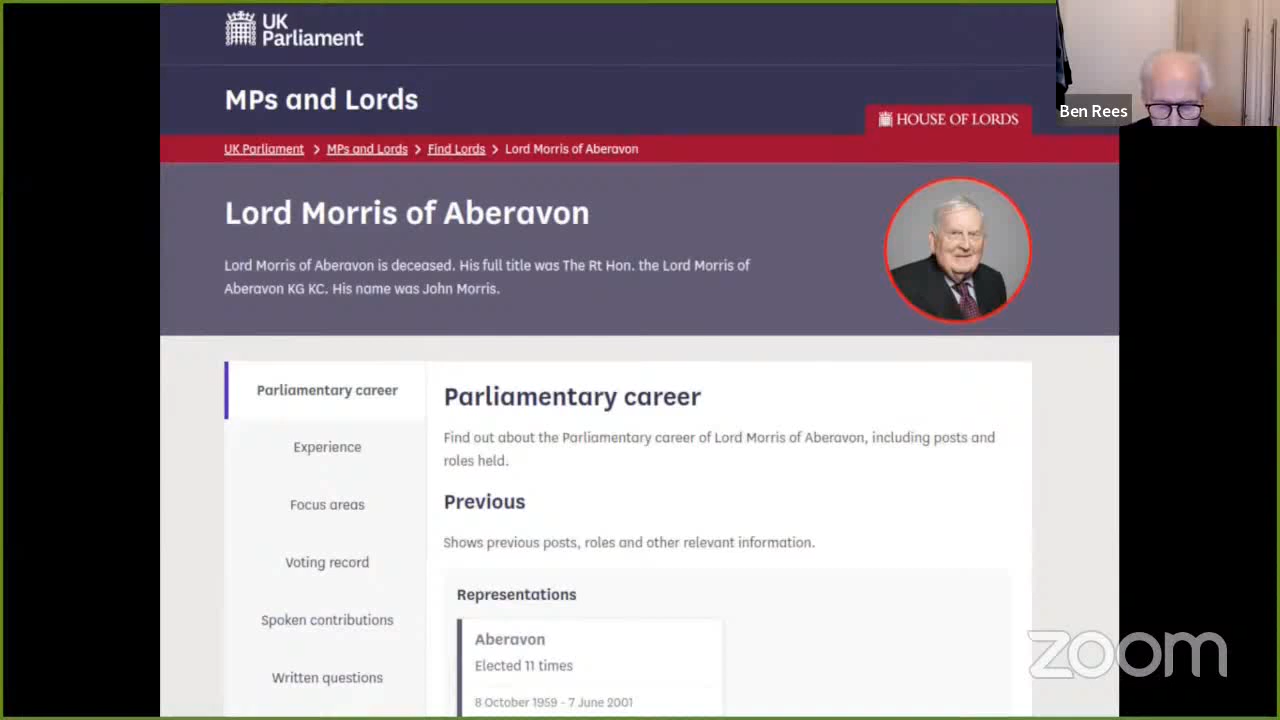 UK
Parliament
MPs and Lords
HOUSE OF LORDS
Ben Rees
UK Parliament > MPs and Lords > Find Lords > Lord Morris of Aberavon
Lord Morris of Aberavon
Lord Morris of Aberavon is deceased. His full title was The Rt Hon. the Lord Morris of
Aberavon KG KC. His name was John Morris.
Parliamentary career
Experience
Focus areas
Voting record
Spoken contributions
Written questions
Parliamentary career
Find out about the Parliamentary career of Lord Morris of Aberavon, including posts and
roles held.
Previous
Shows previous posts, roles and other relevant information.
Representations
Aberavon
Elected 11 times
8 October 1959 - 7 June 2001
zoom